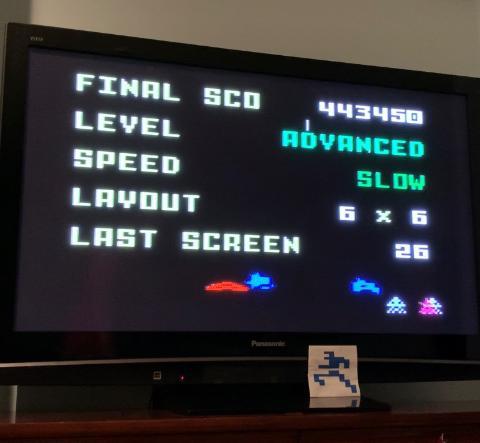 FINAL SCO 443450
LEVEL ADVANCED
SPEED SLOW
LAYOUT 6 x 6
LAST SCREEN 26
Panasonic